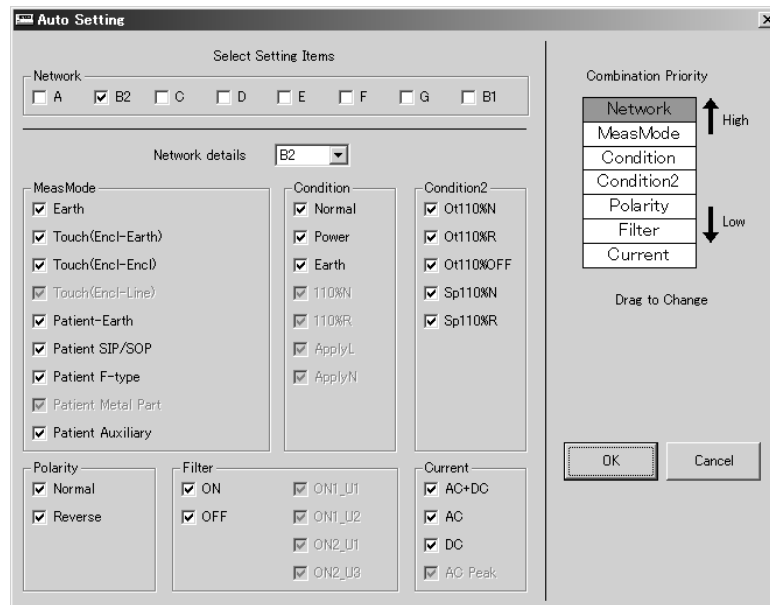 Auto Setting
Select Setting Items
Network
A B2 C D E F G B1
Network details B2
MeasMode
Earth
Touch(Encl-Earth)
Touch(Encl-Encl)
Touch(Encl-Line)
Patient-Earth
Patient SIP/SOP
Patient F-type
Patient Metal Part
Patient Auxiliary
Condition
Normal
Power
Earth
110%N
110%R
ApplyL
ApplyN
Condition2
Ot110%N
Ot110%R
Ot110%OFF
Sp110%N
Sp110%R
Polarity
Normal
Reverse
Filter
ON
OFF
ON1_U1
ON1_U2
ON2_U1
ON2_U3
Current
AC+DC
AC
DC
AC Peak
Combination Priority
Network
MeasMode
Condition
Condition2
Polarity
Filter
Current
High
Low
Drag to Change
OK
Cancel